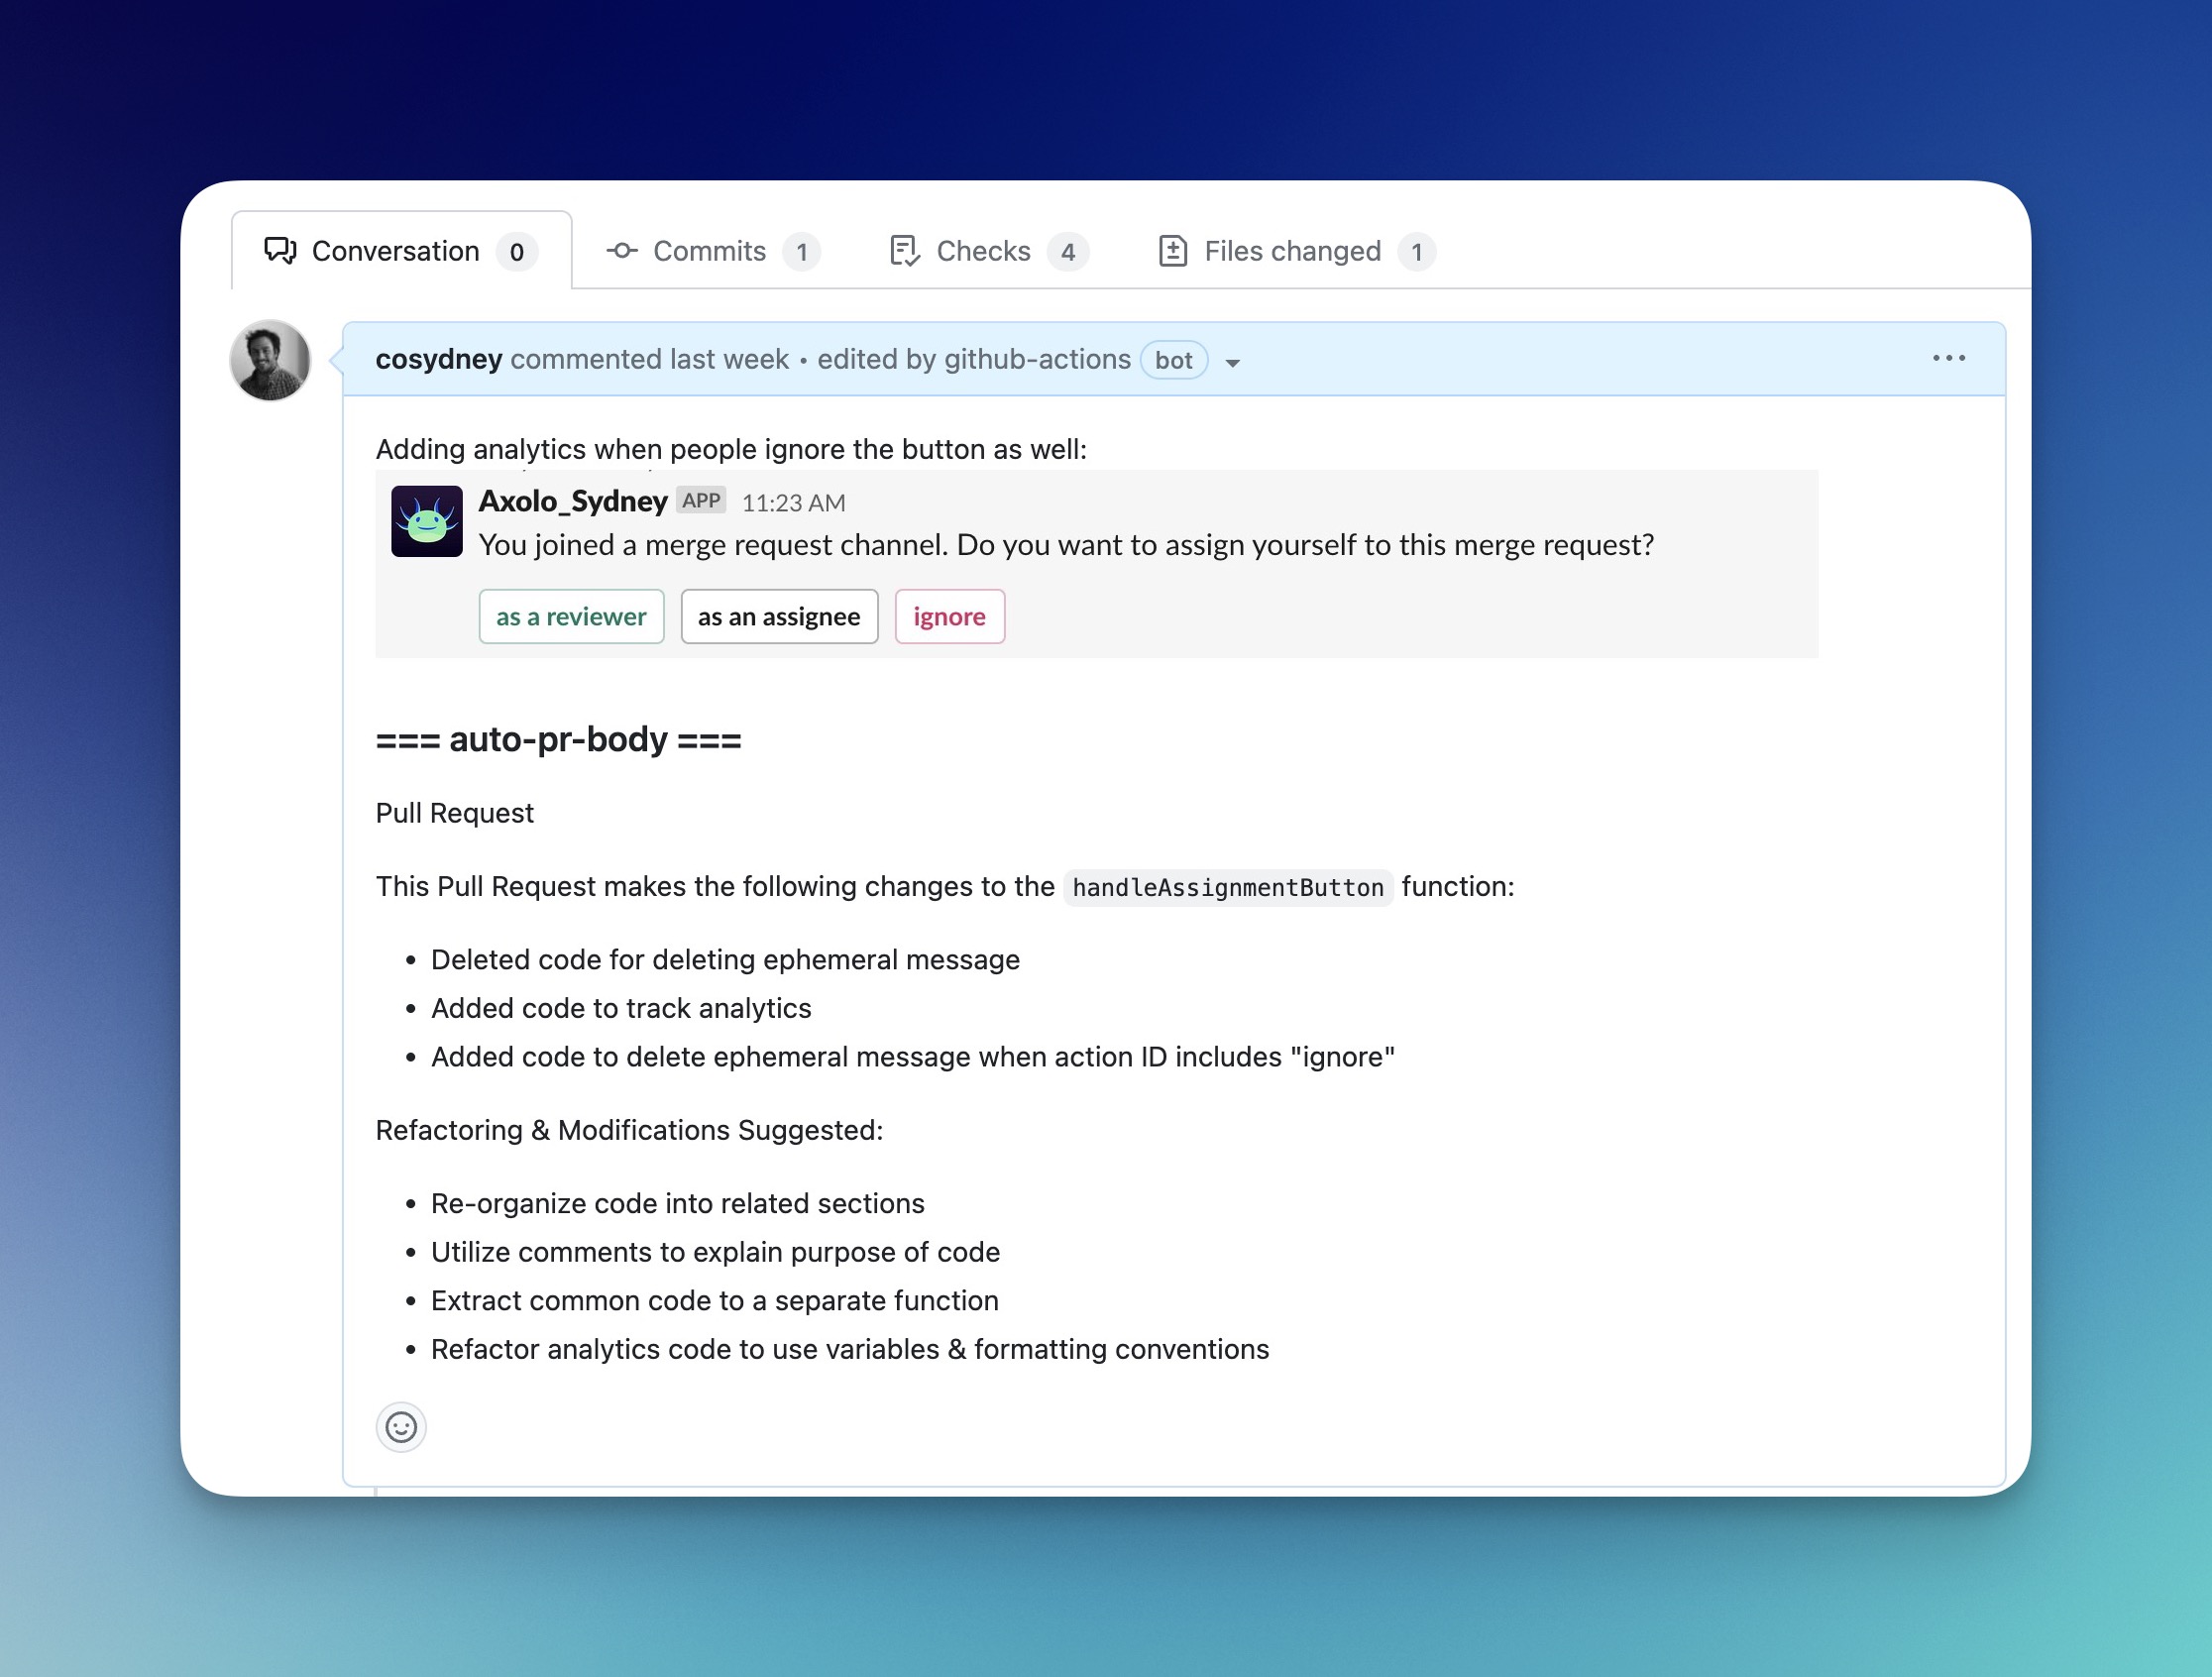 Conversation 0 Commits 1 Checks 4 Files changed 1
cosydney commented last week • edited by github-actions bot
Adding analytics when people ignore the button as well:
Axolo_Sydney APP 11:23 AM
You joined a merge request channel. Do you want to assign yourself to this merge request?
as a reviewer as an assignee ignore
=== auto-pr-body ===
Pull Request
This Pull Request makes the following changes to the handleAssignmentButton function:
• Deleted code for deleting ephemeral message
• Added code to track analytics
• Added code to delete ephemeral message when action ID includes "ignore"
Refactoring & Modifications Suggested:
• Re-organize code into related sections
• Utilize comments to explain purpose of code
• Extract common code to a separate function
• Refactor analytics code to use variables & formatting conventions